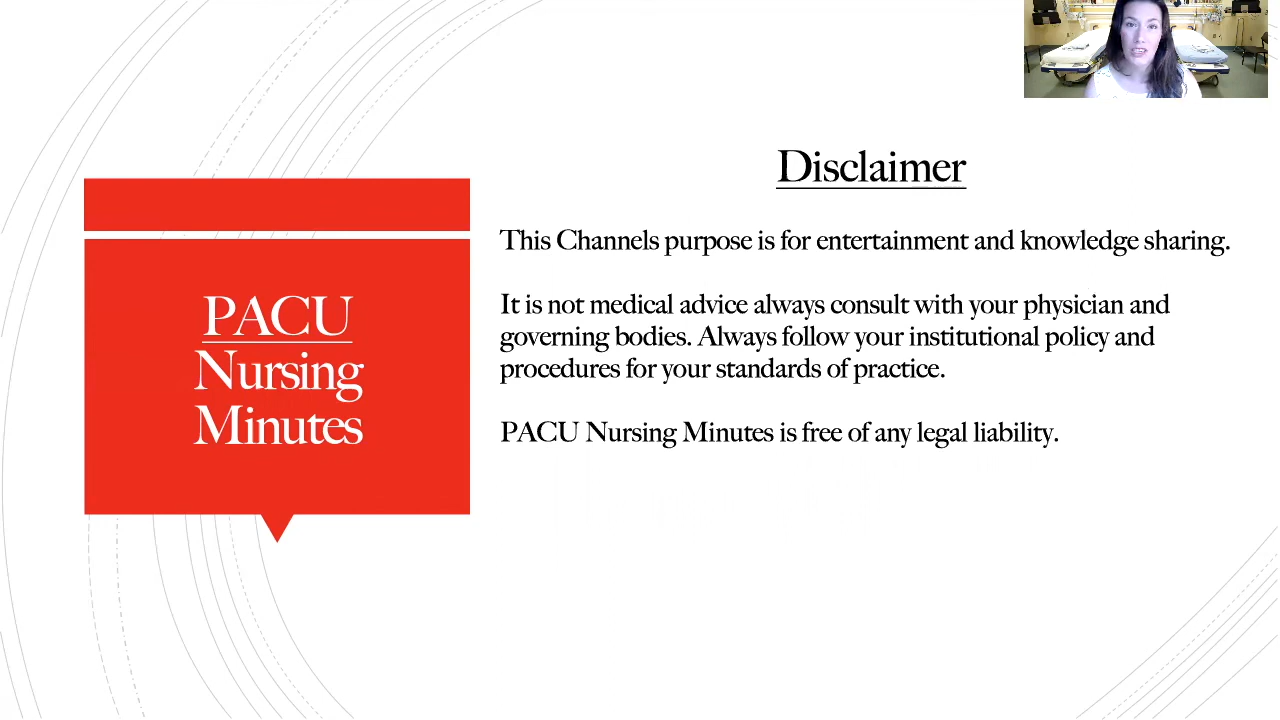 PACU
Nursing
Minutes
Disclaimer
This Channels purpose is for entertainment and knowledge sharing.
It is not medical advice always consult with your physician and
governing bodies. Always follow your institutional policy and
procedures for your standards of practice.
PACU Nursing Minutes is free of any legal liability.